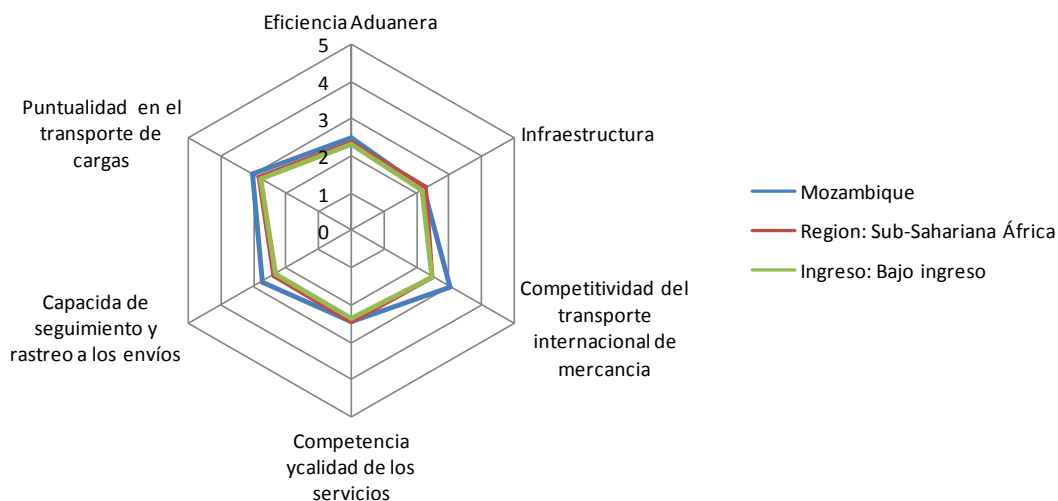 Eficiencia Aduanera
5
4
3
2
1
0
Infraestructura
Competitividad del
transporte
internacional de
mercancia
Competencia
ycalidad de los
servicios
Capacida de
seguimiento y
rastreo a los envíos
Puntualidad en el
transporte de
cargas
Mozambique
Region: Sub-Sahariana África
Ingreso: Bajo ingreso